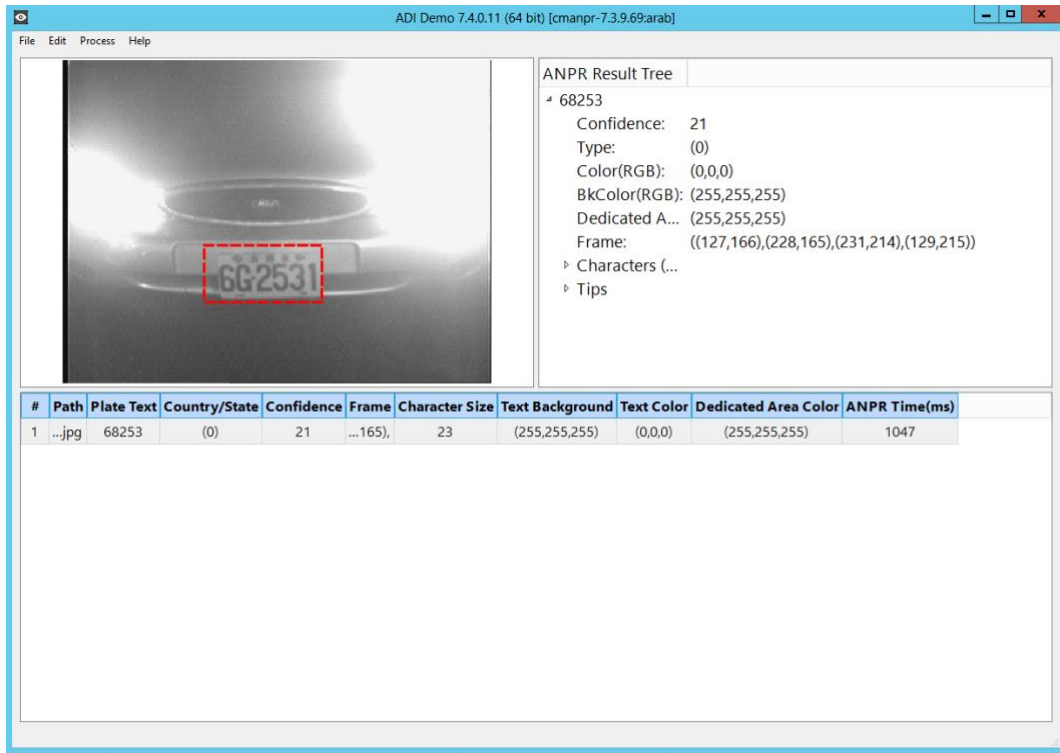 ADI Demo 7.4.0.11 (64 bit) [cmanpr-7.3.9.69:arab]
File Edit Process Help
ANPR Result Tree
68253
Confidence: 21
Type: (0)
Color(RGB): (0,0,0)
BkColor(RGB): (255,255,255)
Dedicated A... (255,255,255)
Frame: ((127,166),(228,165),(231,214),(129,215))
Characters (...
Tips
6G·2531
# Path Plate Text Country/State Confidence Frame Character Size Text Background Text Color Dedicated Area Color ANPR Time(ms)
1 ...jpg 68253 (0) 21 ...165), 23 (255,255,255) (0,0,0) (255,255,255) 1047